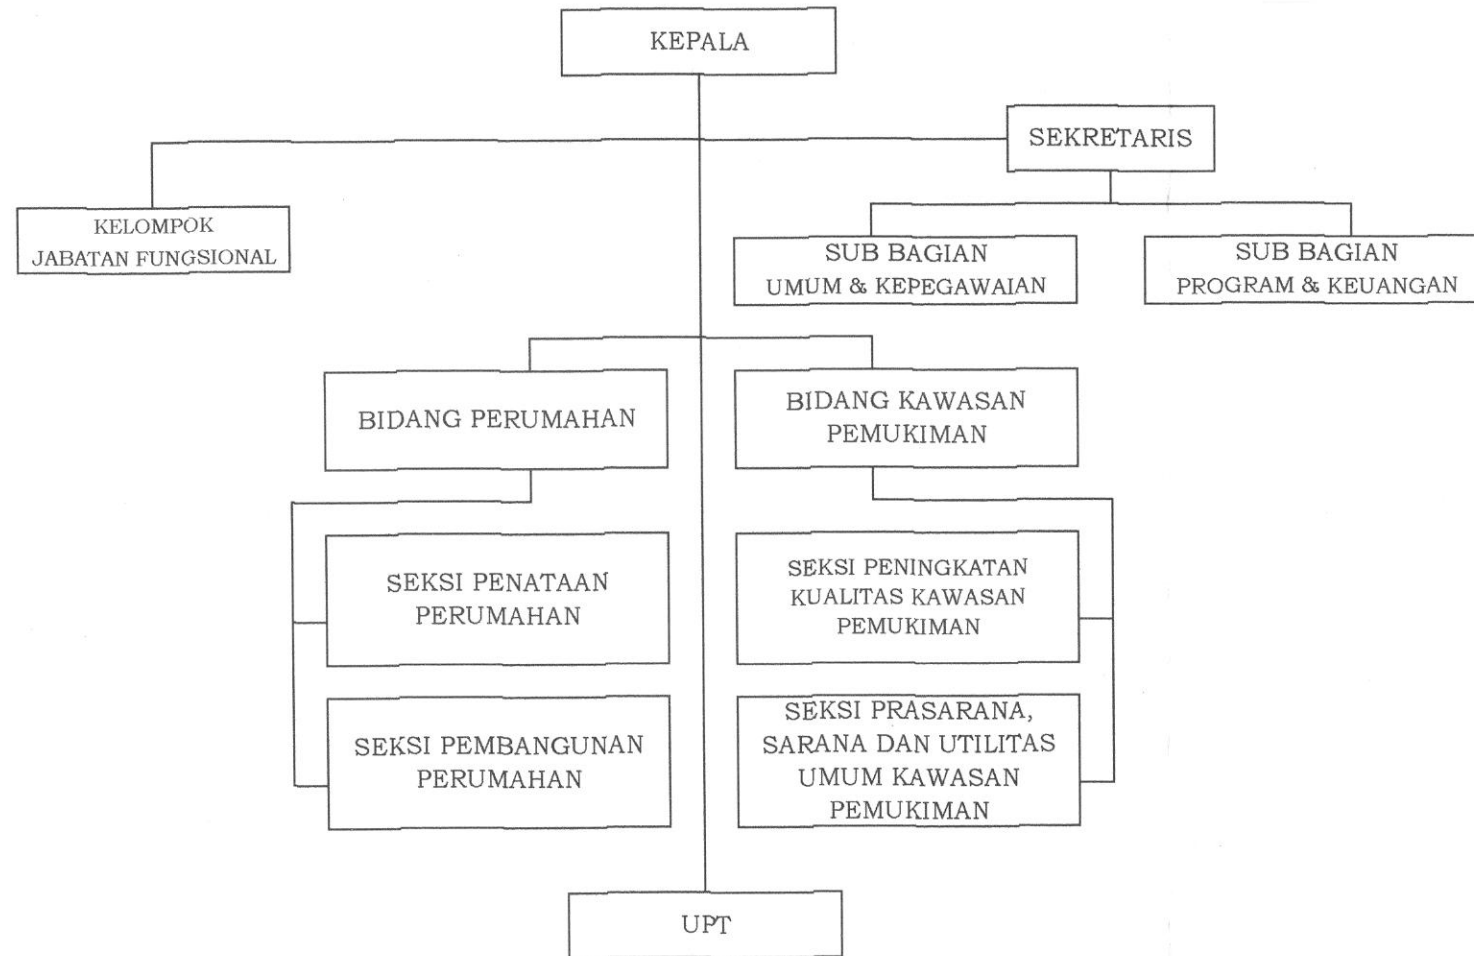 KEPALA
SEKRETARIS
KELOMPOK
JABATAN FUNGSIONAL
SUB BAGIAN
UMUM & KEPEGAWAIAN
SUB BAGIAN
PROGRAM & KEUANGAN
BIDANG PERUMAHAN
BIDANG KAWASAN
PEMUKIMAN
SEKSI PENATAAN
PERUMAHAN
SEKSI PENINGKATAN
KUALITAS KAWASAN
PEMUKIMAN
SEKSI PEMBANGUNAN
PERUMAHAN
SEKSI PRASARANA,
SARANA DAN UTILITAS
UMUM KAWASAN
PEMUKIMAN
UPT